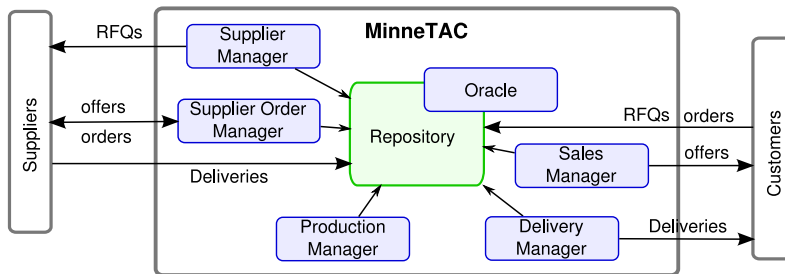 MinneTAC
RFQs
Supplier
Manager
Suppliers
offers
orders
Supplier Order
Manager
Oracle
Repository
RFQs orders
Sales
Manager
offers
Customers
Deliveries
Production
Manager
Delivery
Manager
Deliveries